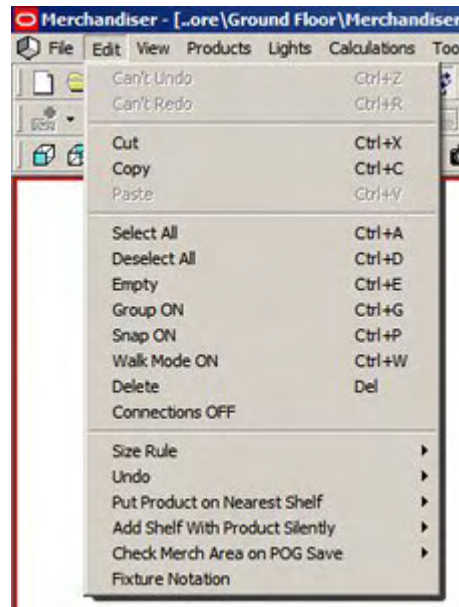 Merchandiser - [..ore\Ground Floor\Merchandiser
File Edit View Products Lights Calculations Too
Can't Undo Ctrl+Z
Can't Redo Ctrl+R
Cut Ctrl+X
Copy Ctrl+C
Paste Ctrl+V
Select All Ctrl+A
Deselect All Ctrl+D
Empty Ctrl+E
Group ON Ctrl+G
Snap ON Ctrl+P
Walk Mode ON Ctrl+W
Delete Del
Connections OFF
Size Rule
Undo
Put Product on Nearest Shelf
Add Shelf With Product Silently
Check Merch Area on POG Save
Fixture Notation